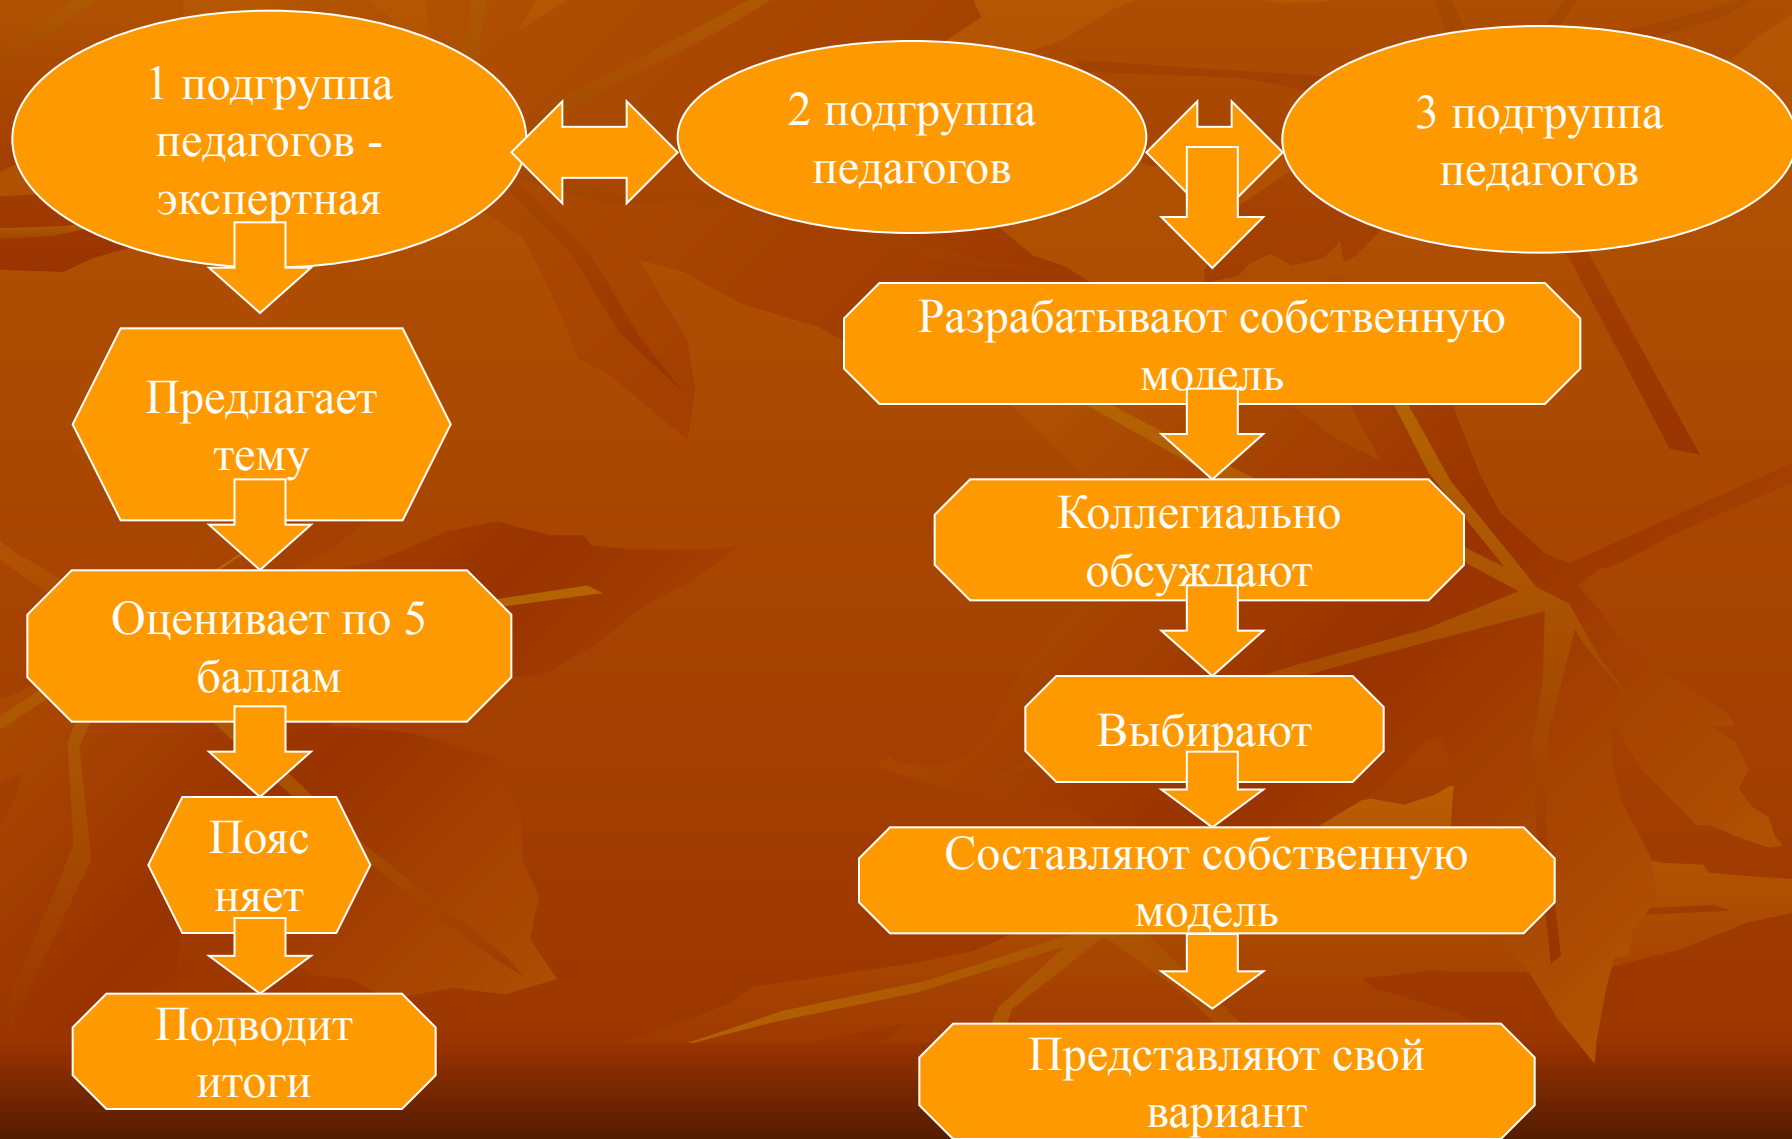 1 подгруппа
педагогов -
экспертная
2 подгруппа
педагогов
3 подгруппа
педагогов
Предлагает
тему
Оценивает по 5
баллам
Пояс
няет
Подводит
итоги
Разрабатывают собственную
модель
Коллегиально
обсуждают
Выбирают
Составляют собственную
модель
Представляют свой
вариант